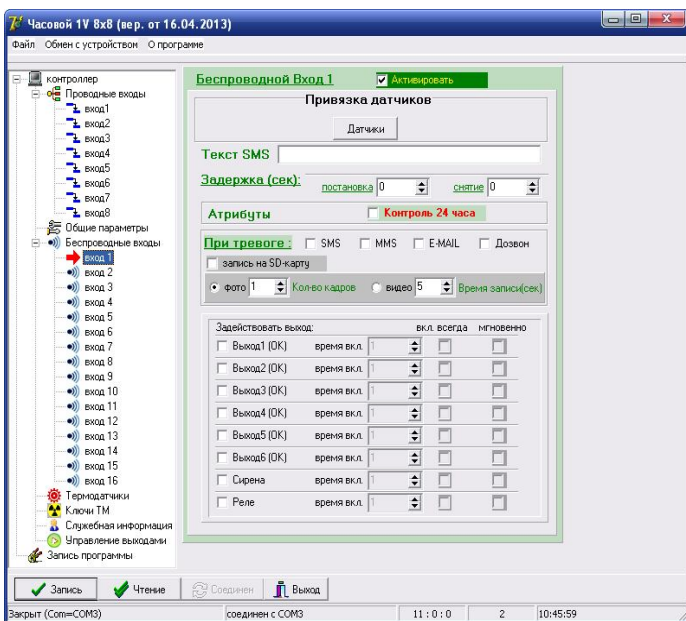 Часовой 1V 8x8 (вер. от 16.04.2013)
Файл Обмен с устройством О программе
контроллер
Проводные входы
вход1
вход2
вход3
вход4
вход5
вход6
вход7
вход8
Общие параметры
Беспроводные входы
вход 1
вход 2
вход 3
вход 4
вход 5
вход 6
вход 7
вход 8
вход 9
вход 10
вход 11
вход 12
вход 13
вход 14
вход 15
вход 16
Термодатчики
Ключи ТМ
Служебная информация
Управление выходами
Запись программы
Беспроводной Вход 1 Активировать
Привязка датчиков
Датчики
Текст SMS
Задержка (сек): постановка 0 снятие 0
Атрибуты Контроль 24 часа
При тревоге : SMS MMS E-MAIL Дозвон
запись на SD-карту
фото 1 Кол-во кадров видео 5 Время записи(сек)
Задействовать выход: вкл. всегда мгновенно
Выход1 (ОК) время вкл. 1
Выход2 (ОК) время вкл. 1
Выход3 (ОК) время вкл. 1
Выход4 (ОК) время вкл. 1
Выход5 (ОК) время вкл. 1
Выход6 (ОК) время вкл. 1
Сирена время вкл. 1
Реле время вкл. 1
Запись Чтение Соединен Выход
Закрыт (Com=COM3) соединен с COM3 11 : 0 : 0 2 10:45:59